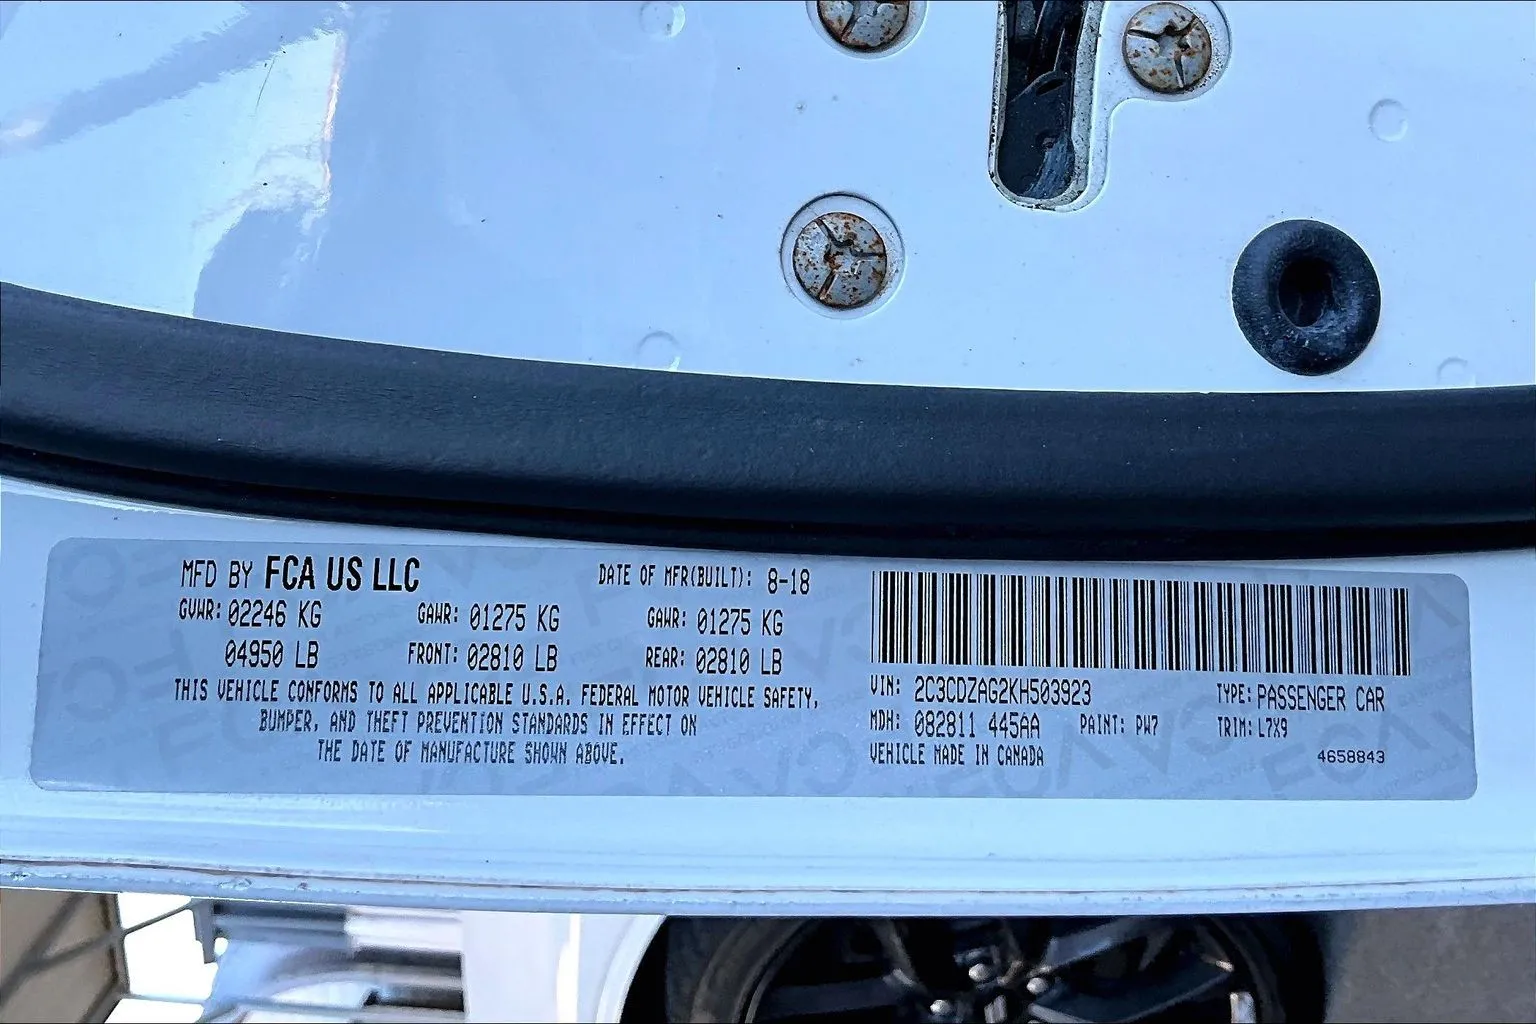 MFD BY FCA US LLC
DATE OF MFR(BUILT): 8-18
GVWR: 02246 KG GAWR: 01275 KG GAWR: 01275 KG
04950 LB FRONT: 02810 LB REAR: 02810 LB
THIS VEHICLE CONFORMS TO ALL APPLICABLE U.S.A. FEDERAL MOTOR VEHICLE SAFETY,
BUMPER, AND THEFT PREVENTION STANDARDS IN EFFECT ON
THE DATE OF MANUFACTURE SHOWN ABOVE.
VIN: 2C3CDZAG2KH503923 TYPE: PASSENGER CAR
MDH: 082811 445AA PAINT: PW7 TRIM: L7X9
VEHICLE MADE IN CANADA 4658843